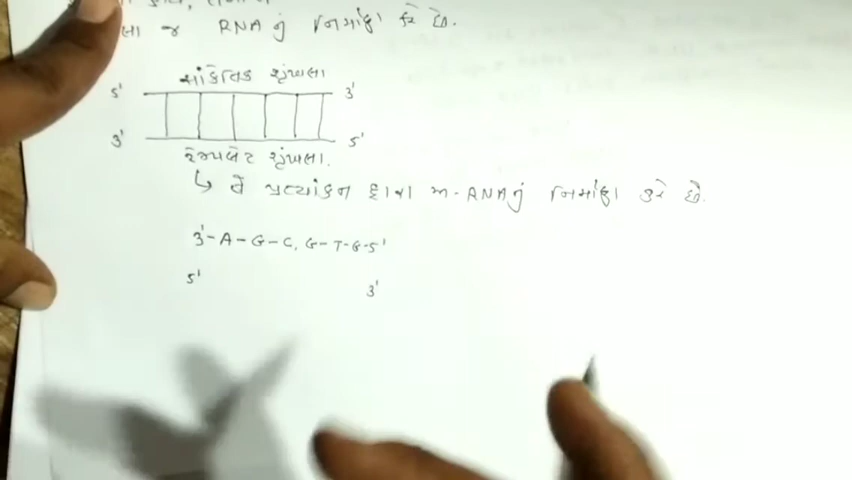 જ RNA નું નિર્માણ કરે છે.
સાંકેતિક શૃંખલા
5' 3'
3' 5'
ટેમ્પલેટ શૃંખલા.
↳ તે પ્રત્યાંકન દ્વારા m-RNA નું નિર્માણ કરે છે.
3'-A-G-C, G-T-G-5'
5' 3'